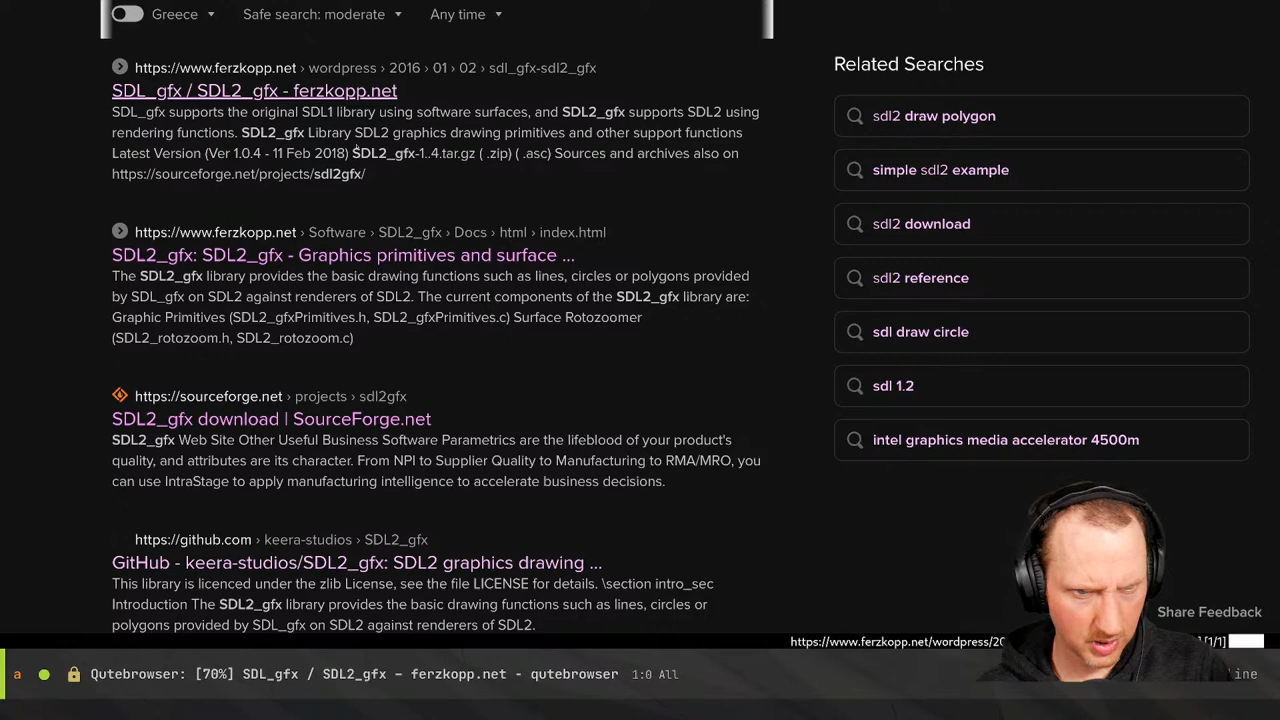 Greece
Safe search: moderate
Any time
https://www.ferzkopp.net › wordpress › 2016 › 01 › 02 › sdl_gfx-sdl2_gfx
SDL_gfx / SDL2_gfx - ferzkopp.net
SDL_gfx supports the original SDL1 library using software surfaces, and SDL2_gfx supports SDL2 using
rendering functions. SDL2_gfx Library SDL2 graphics drawing primitives and other support functions
Latest Version (Ver 1.0.4 - 11 Feb 2018) SDL2_gfx-1..4.tar.gz ( .zip) ( .asc) Sources and archives also on
https://sourceforge.net/projects/sdl2gfx/
https://www.ferzkopp.net › Software › SDL2_gfx › Docs › html › index.html
SDL2_gfx: SDL2_gfx - Graphics primitives and surface ...
The SDL2_gfx library provides the basic drawing functions such as lines, circles or polygons provided
by SDL_gfx on SDL2 against renderers of SDL2. The current components of the SDL2_gfx library are:
Graphic Primitives (SDL2_gfxPrimitives.h, SDL2_gfxPrimitives.c) Surface Rotozoomer
(SDL2_rotozoom.h, SDL2_rotozoom.c)
https://sourceforge.net › projects › sdl2gfx
SDL2_gfx download | SourceForge.net
SDL2_gfx Web Site Other Useful Business Software Parametrics are the lifeblood of your product's
quality, and attributes are its character. From NPI to Supplier Quality to Manufacturing to RMA/MRO, you
can use IntraStage to apply manufacturing intelligence to accelerate business decisions.
https://github.com › keera-studios › SDL2_gfx
GitHub - keera-studios/SDL2_gfx: SDL2 graphics drawing ...
This library is licenced under the zlib License, see the file LICENSE for details. \section intro_sec
Introduction The SDL2_gfx library provides the basic drawing functions such as lines, circles or
polygons provided by SDL_gfx on SDL2 against renderers of SDL2.
Related Searches
sdl2 draw polygon
simple sdl2 example
sdl2 download
sdl2 reference
sdl draw circle
sdl 1.2
intel graphics media accelerator 4500m
Share Feedback
https://www.ferzkopp.net/wordpress/20
[1/1]
a Qutebrowser: [70%] SDL_gfx / SDL2_gfx – ferzkopp.net - qutebrowser 1:0 All
ine